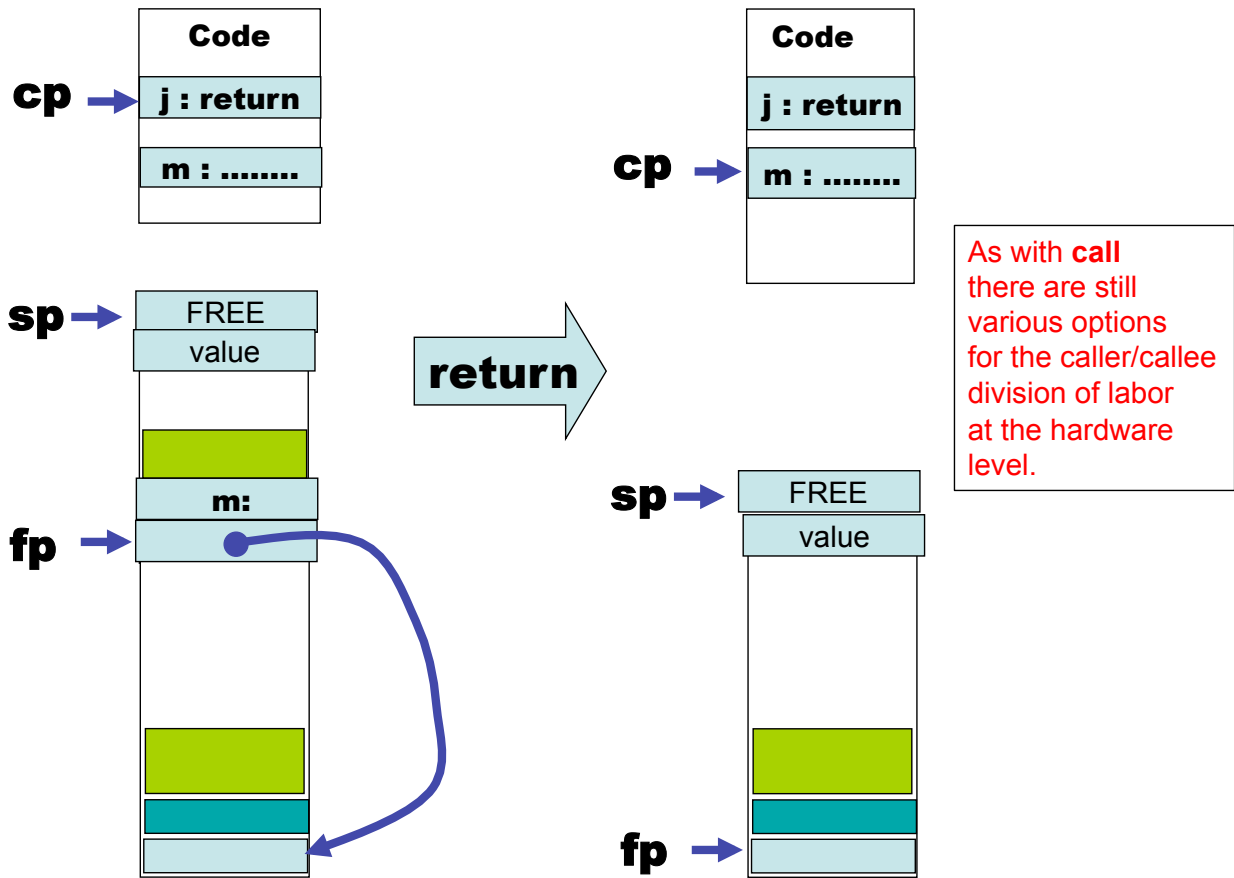 Code
cp
j : return
m : ........
sp
FREE
value
m:
fp
return
Code
j : return
cp
m : ........
sp
FREE
value
fp
As with call
there are still
various options
for the caller/callee
division of labor
at the hardware
level.